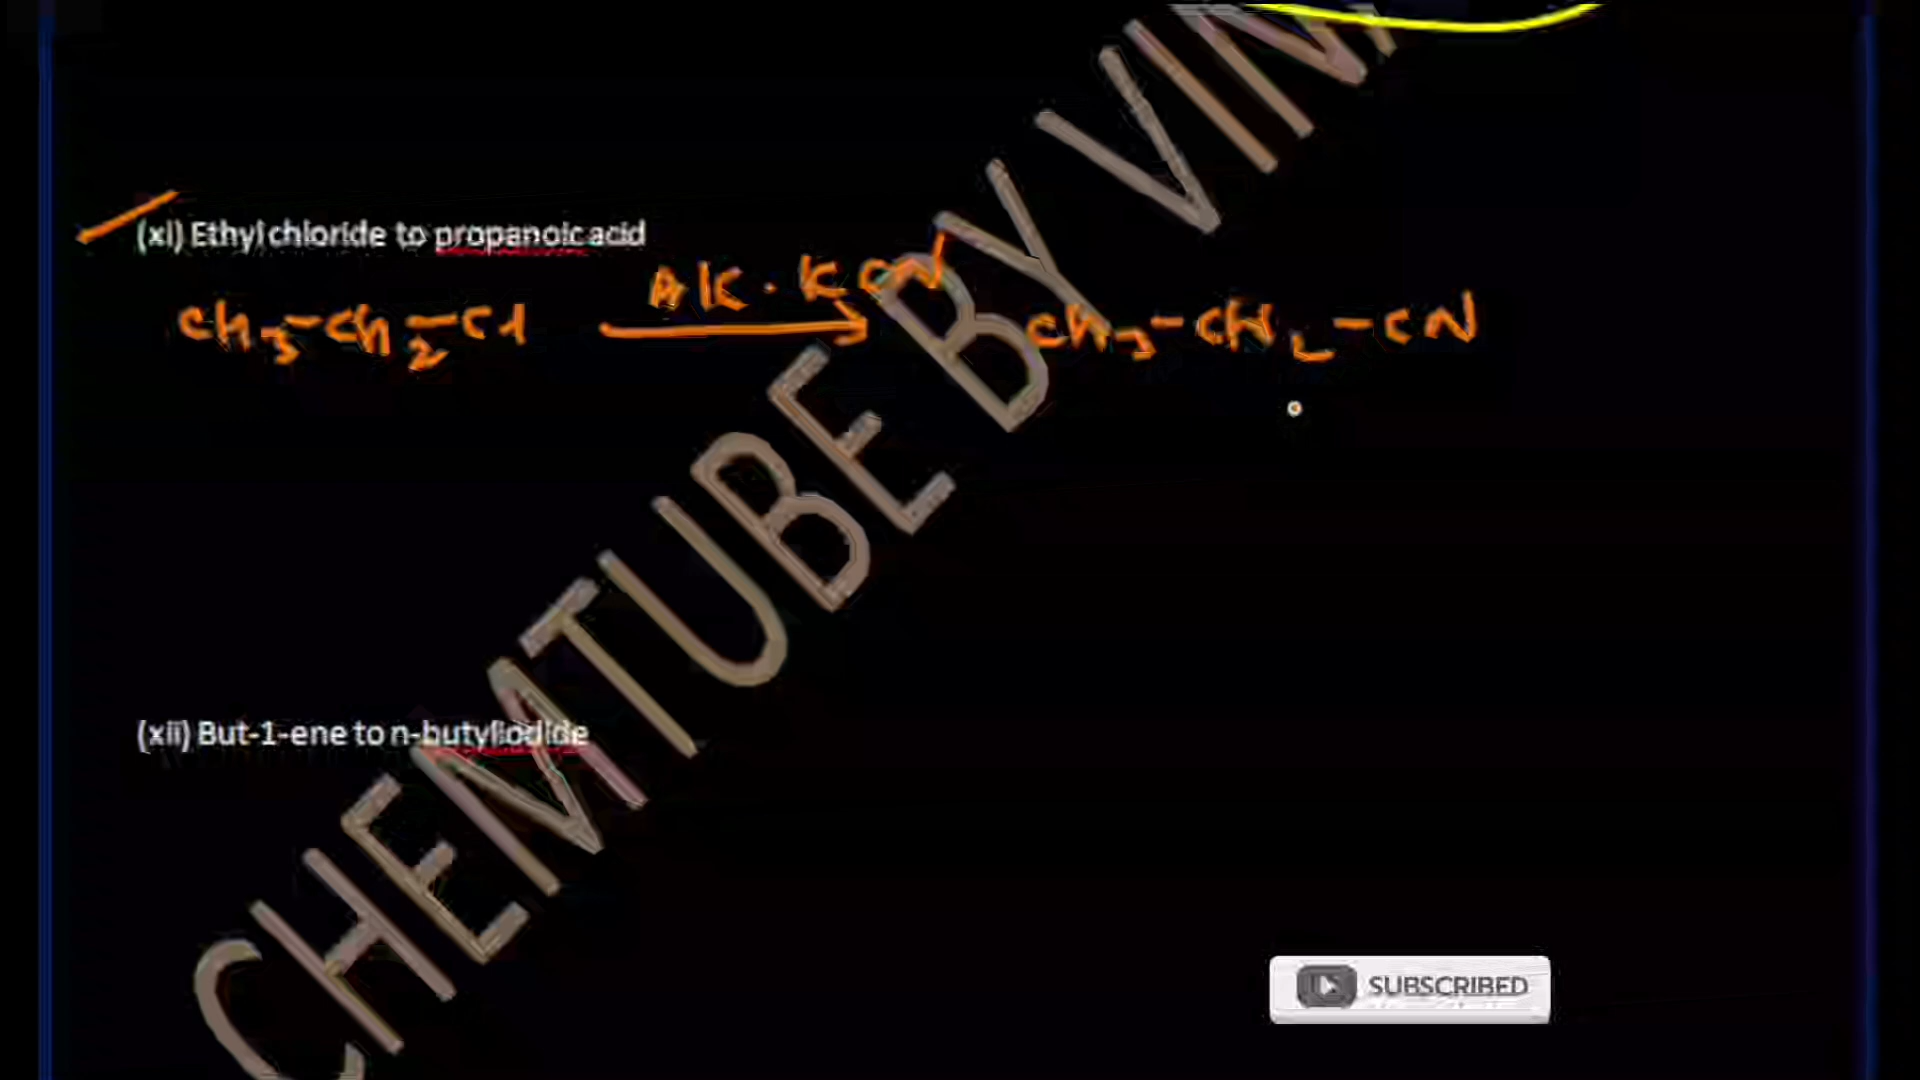 (xi) Ethyl chloride to propanoic acid
Alc. KCN
CH3-CH2-Cl CH3-CH2-CN
(xii) But-1-ene to n-butyliodide
CHEMTUBE BY VIM
SUBSCRIBED